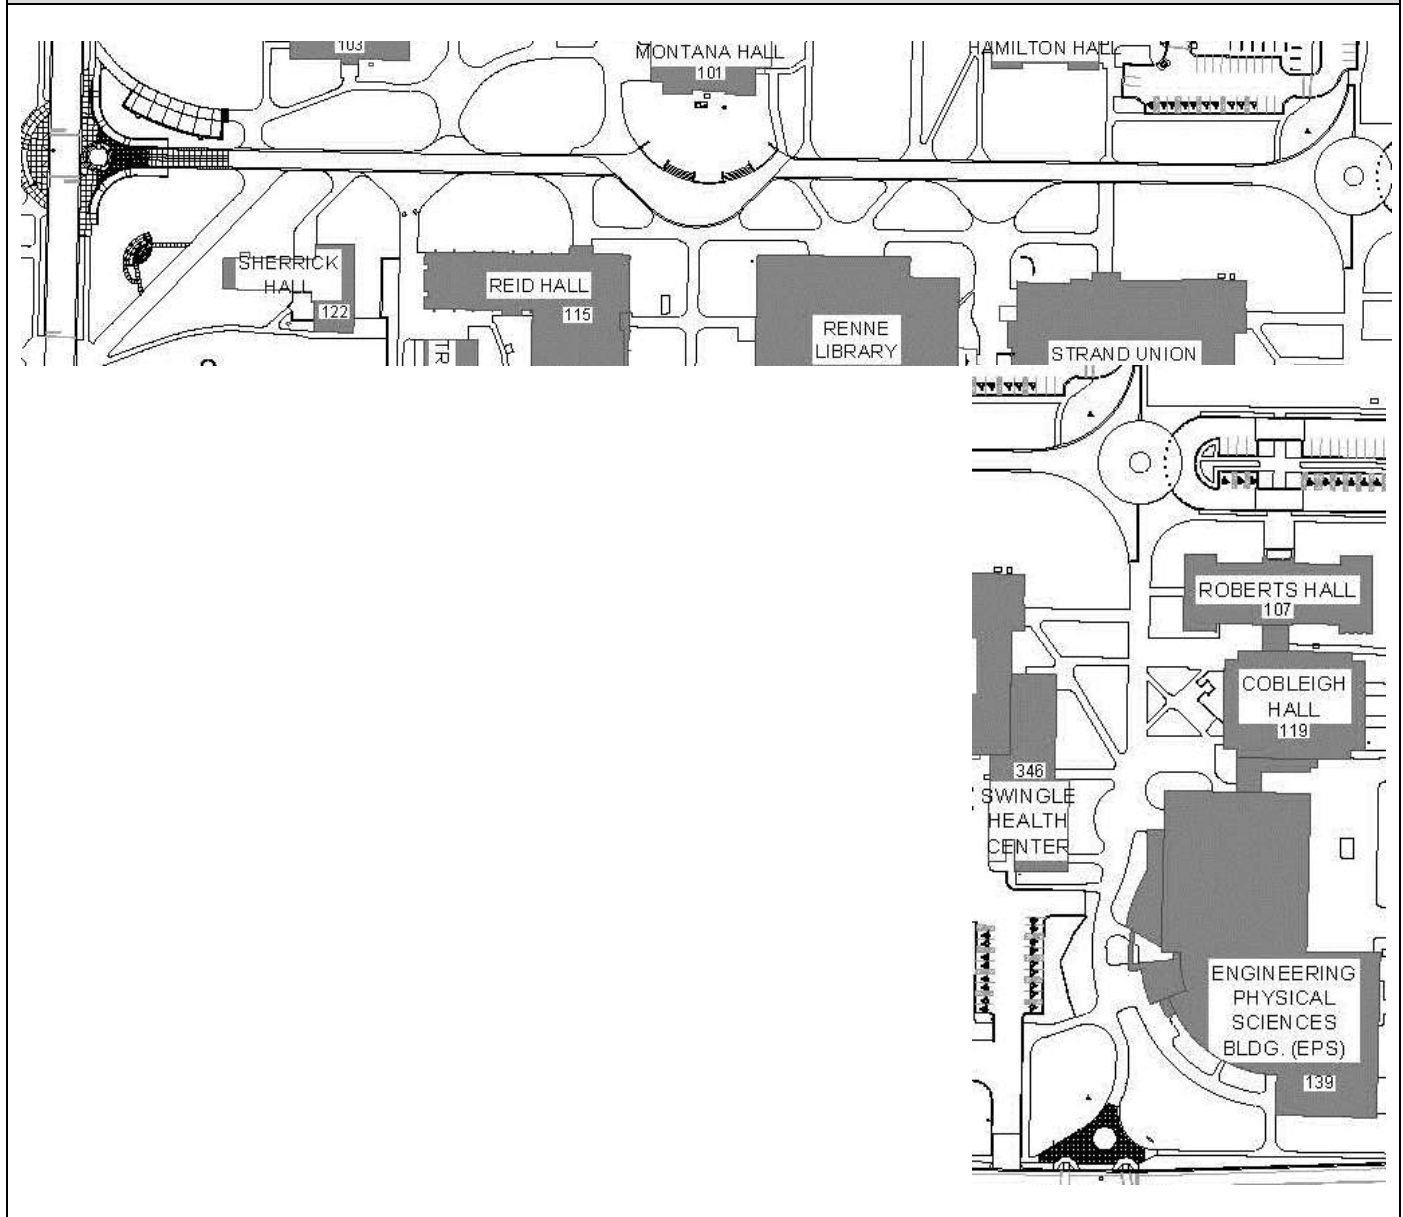 103
MONTANA HALL
101
HAMILTON HALL
SHERRICK
HALL
122
REID HALL
115
TR
RENNE
LIBRARY
STRAND UNION
ROBERTS HALL
107
COBLEIGH
HALL
119
346
SWINGLE
HEALTH
CENTER
ENGINEERING
PHYSICAL
SCIENCES
BLDG. (EPS)
139